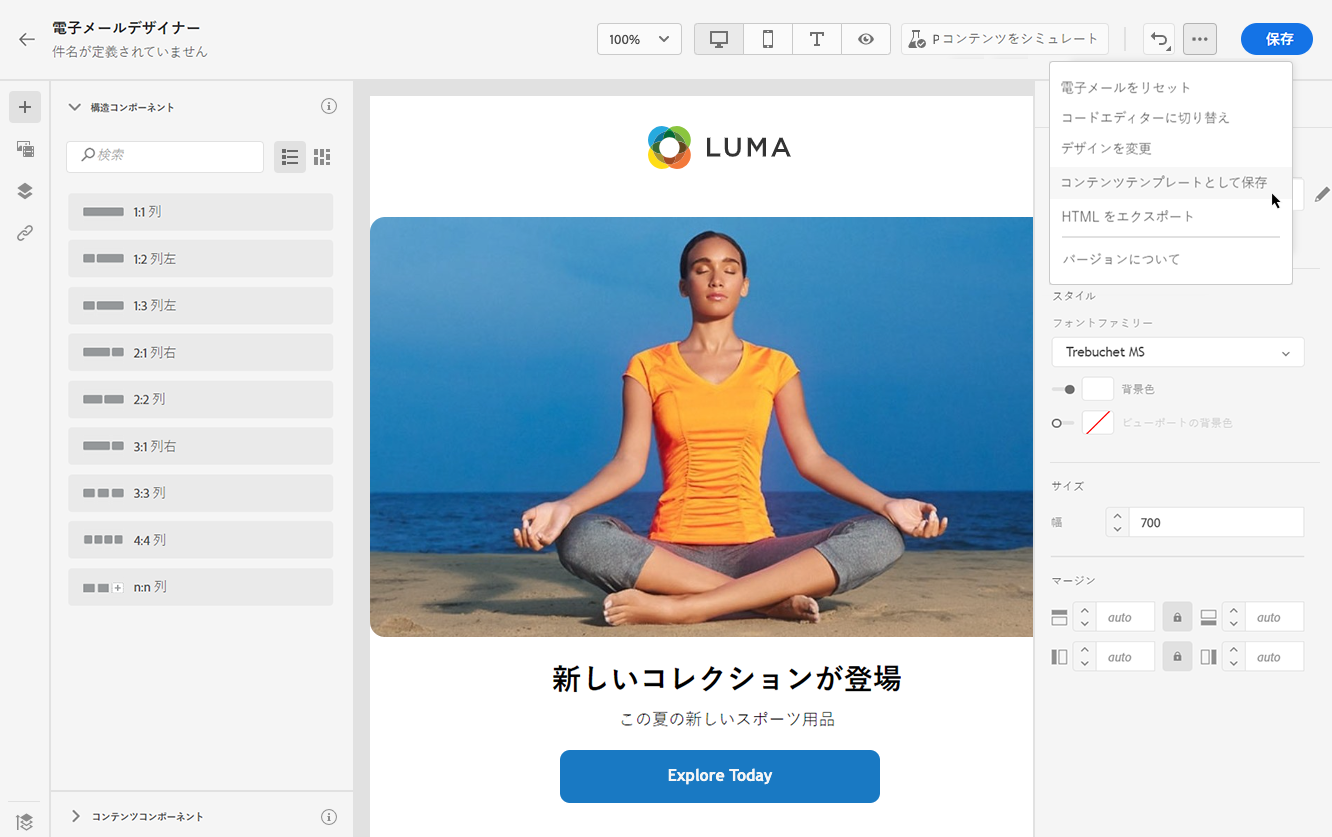 電子メールデザイナー
件名が定義されていません
100%
T
P コンテンツをシミュレート
保存
電子メールをリセット
コードエディターに切り替え
デザインを変更
コンテンツテンプレートとして保存
HTML をエクスポート
バージョンについて
構造コンポーネント
検索
1:1 列
1:2 列左
1:3 列左
2:1 列右
2:2 列
3:1 列右
3:3 列
4:4 列
n:n 列
コンテンツコンポーネント
LUMA
新しいコレクションが登場
この夏の新しいスポーツ用品
Explore Today
スタイル
フォントファミリー
Trebuchet MS
背景色
ビューポートの背景色
サイズ
幅
700
マージン
auto
auto
auto
auto